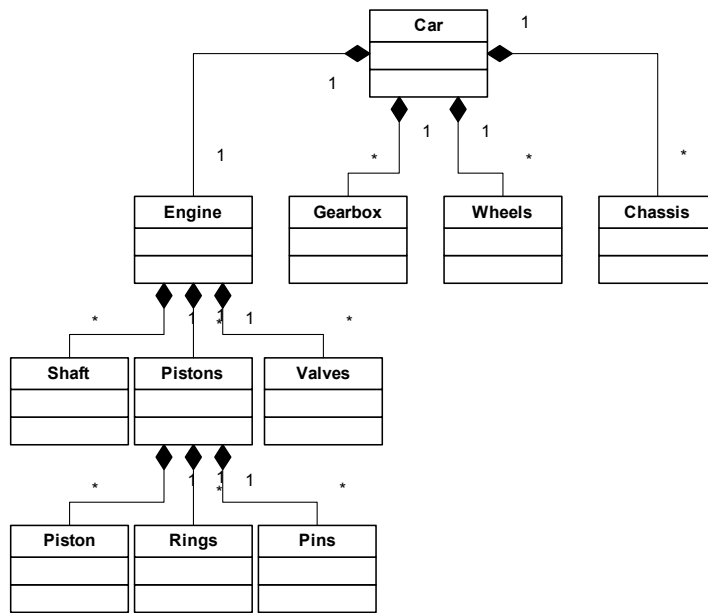 Car
1
1
1
1
1
*
*
*
Engine
Gearbox
Wheels
Chassis
*
1
1
*
1
*
Shaft
Pistons
Valves
*
1
1
*
1
*
Piston
Rings
Pins